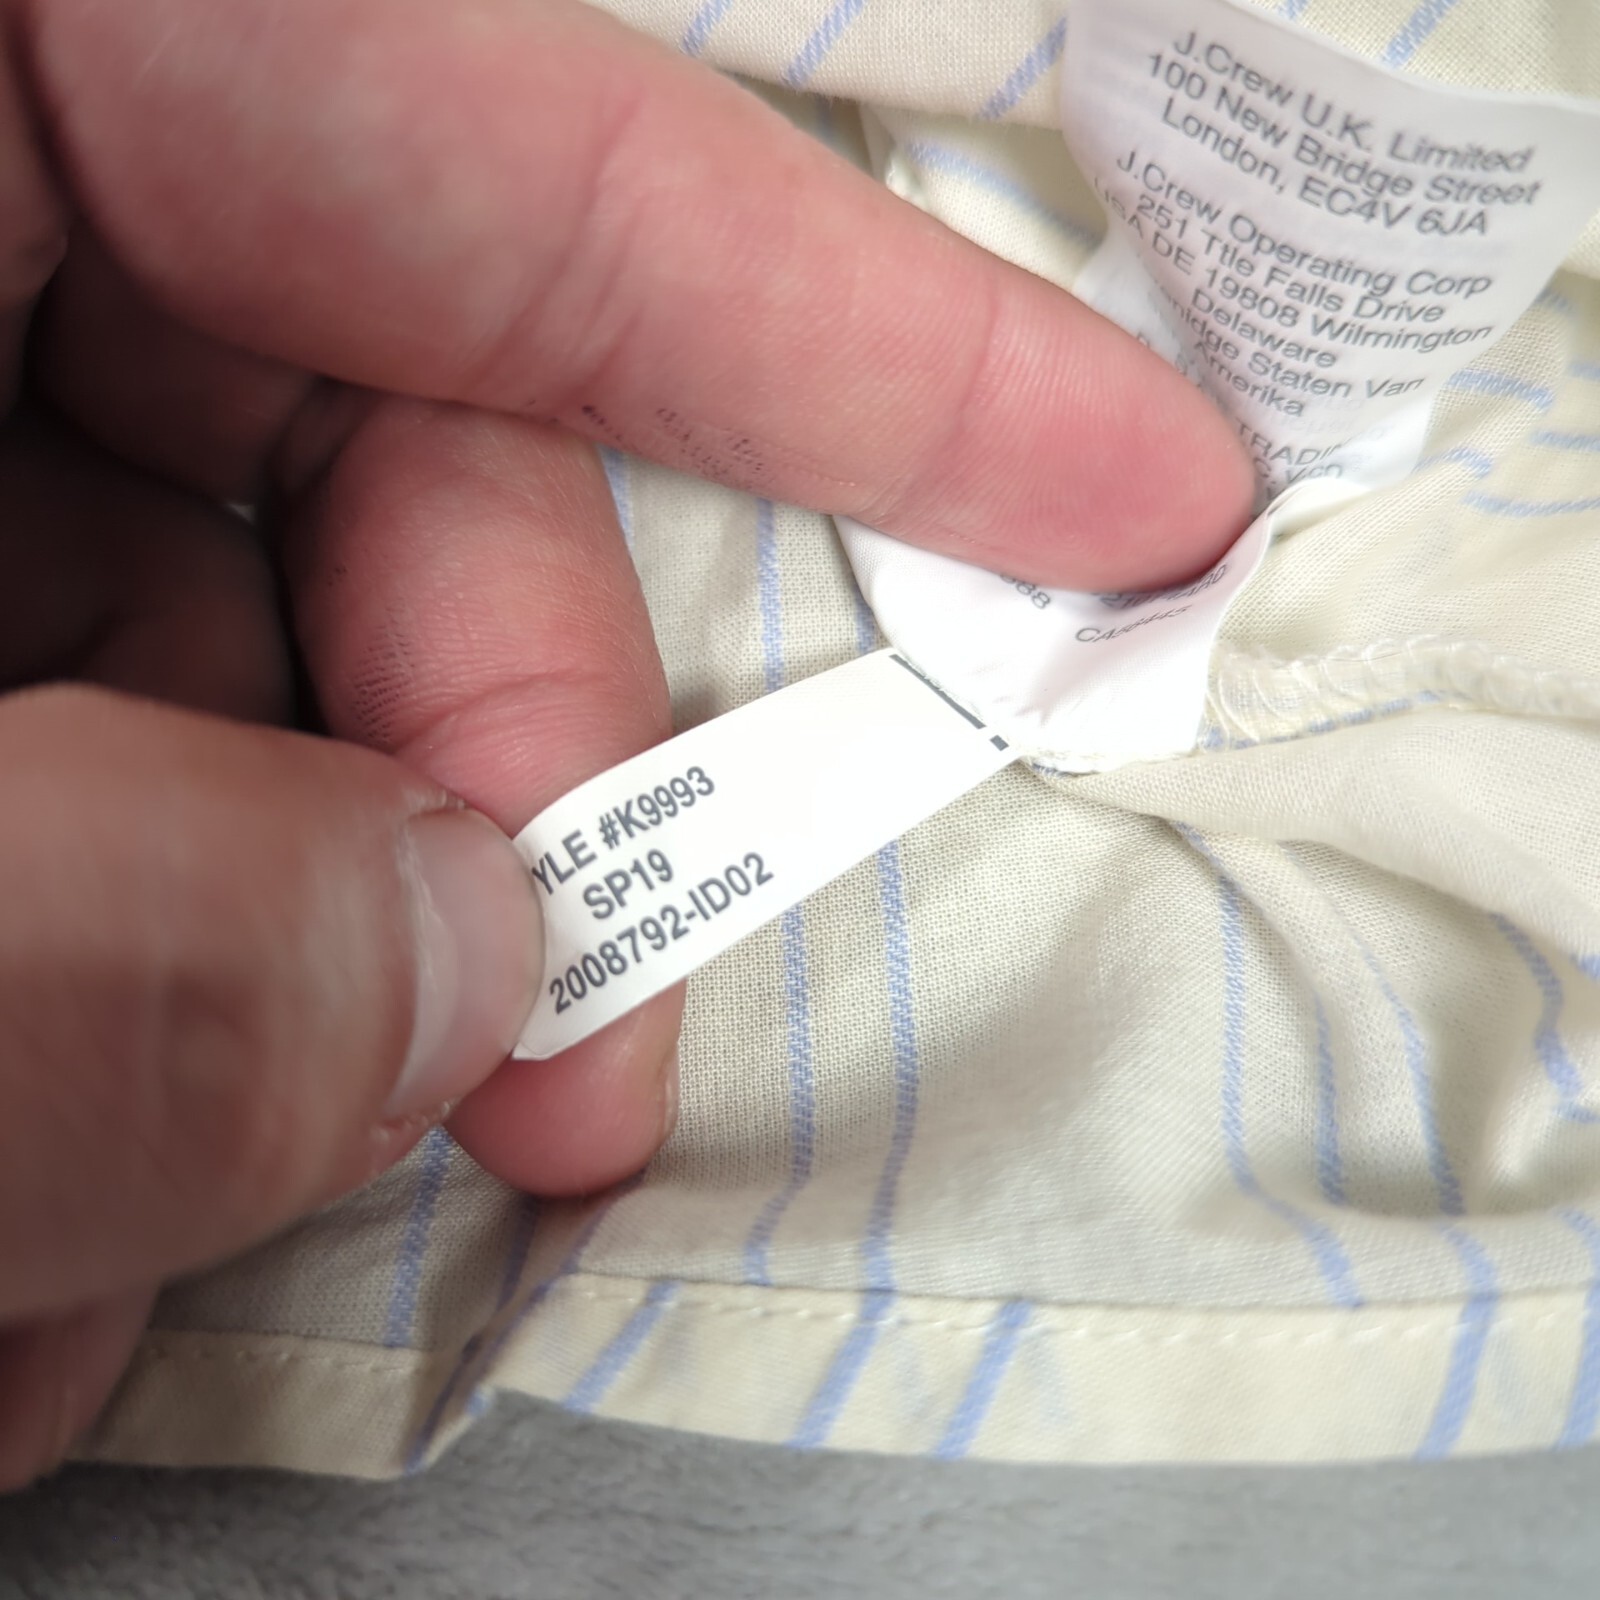 J.Crew U.K. Limited
100 New Bridge Street
London, EC4V 6JA
J.Crew Operating Corp
251 Ttle Falls Drive
DE 19808 Wilmington
Delaware
Staten Van
Amerika
YLE #K9993
SP19
2008792-ID02